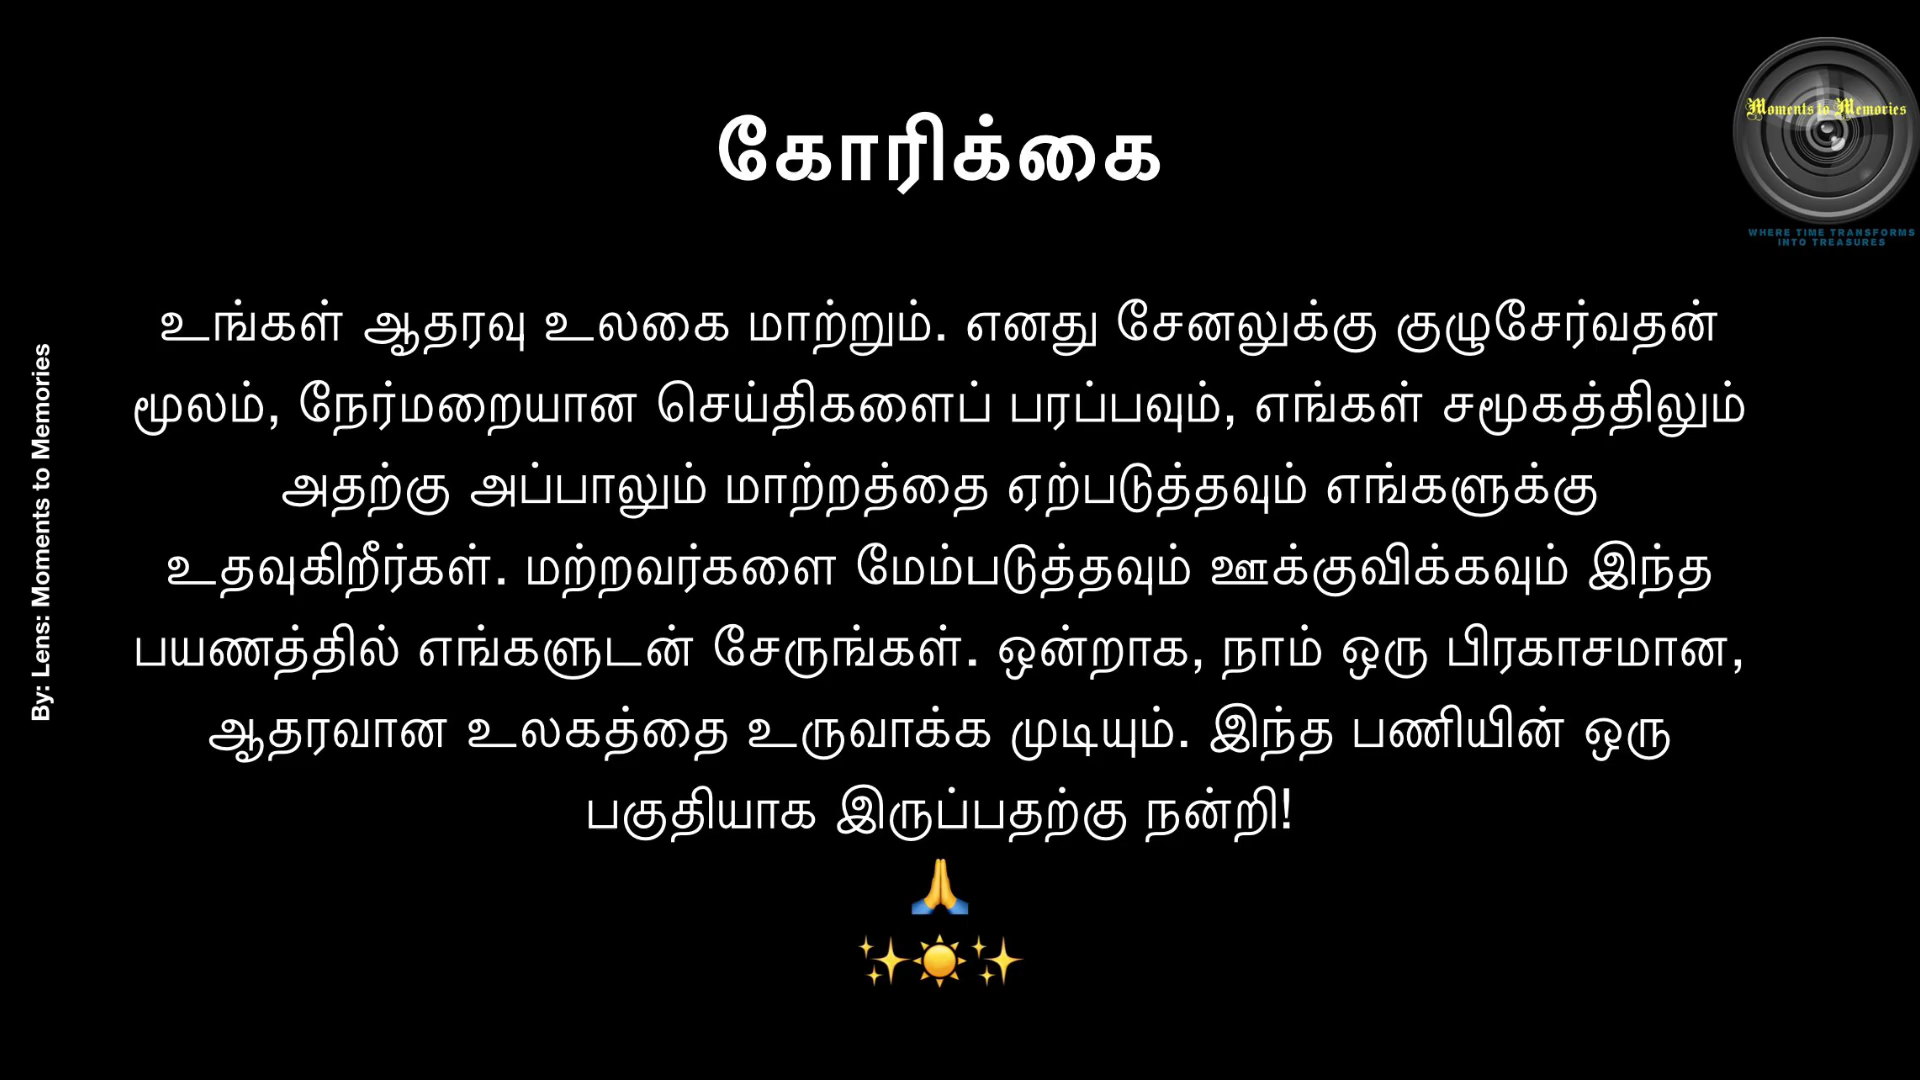 கோரிக்கை
Moments to Memories
WHERE TIME TRANSFORMS
INTO TREASURES
உங்கள் ஆதரவு உலகை மாற்றும். எனது சேனலுக்கு குழுசேர்வதன்
மூலம், நேர்மறையான செய்திகளைப் பரப்பவும், எங்கள் சமூகத்திலும்
அதற்கு அப்பாலும் மாற்றத்தை ஏற்படுத்தவும் எங்களுக்கு
உதவுகிறீர்கள். மற்றவர்களை மேம்படுத்தவும் ஊக்குவிக்கவும் இந்த
பயணத்தில் எங்களுடன் சேருங்கள். ஒன்றாக, நாம் ஒரு பிரகாசமான,
ஆதரவான உலகத்தை உருவாக்க முடியும். இந்த பணியின் ஒரு
பகுதியாக இருப்பதற்கு நன்றி!
🙏
✨☀️✨
By: Lens: Moments to Memories